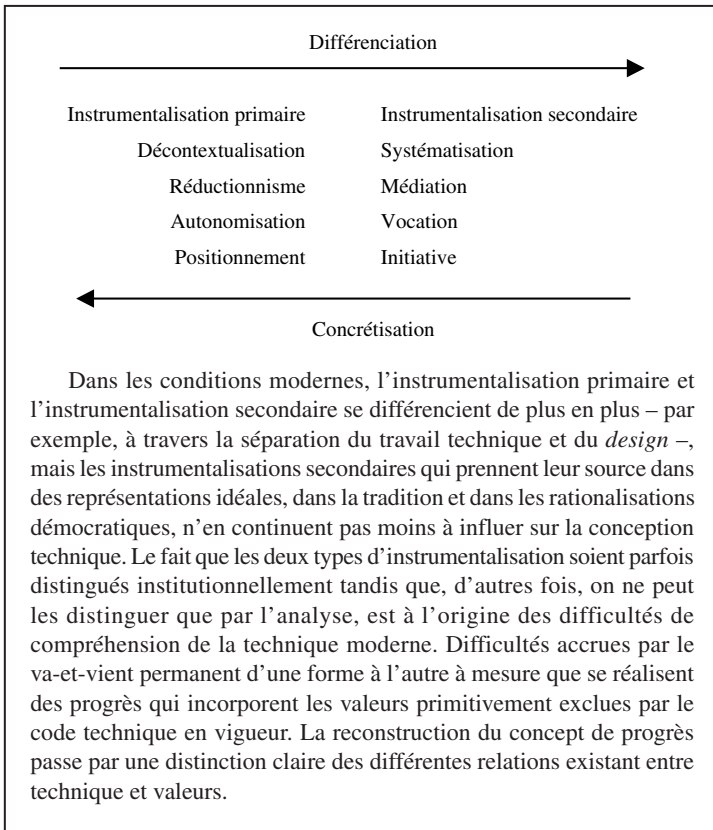 Différenciation
Instrumentalisation primaire Instrumentalisation secondaire
Décontextualisation Systématisation
Réductionnisme Médiation
Autonomisation Vocation
Positionnement Initiative
Concrétisation
Dans les conditions modernes, l’instrumentalisation primaire et
l’instrumentalisation secondaire se différencient de plus en plus – par
exemple, à travers la séparation du travail technique et du design –,
mais les instrumentalisations secondaires qui prennent leur source dans
des représentations idéales, dans la tradition et dans les rationalisations
démocratiques, n’en continuent pas moins à influer sur la conception
technique. Le fait que les deux types d’instrumentalisation soient parfois
distingués institutionnellement tandis que, d’autres fois, on ne peut
les distinguer que par l’analyse, est à l’origine des difficultés de
compréhension de la technique moderne. Difficultés accrues par le
va-et-vient permanent d’une forme à l’autre à mesure que se réalisent
des progrès qui incorporent les valeurs primitivement exclues par le
code technique en vigueur. La reconstruction du concept de progrès
passe par une distinction claire des différentes relations existant entre
technique et valeurs.